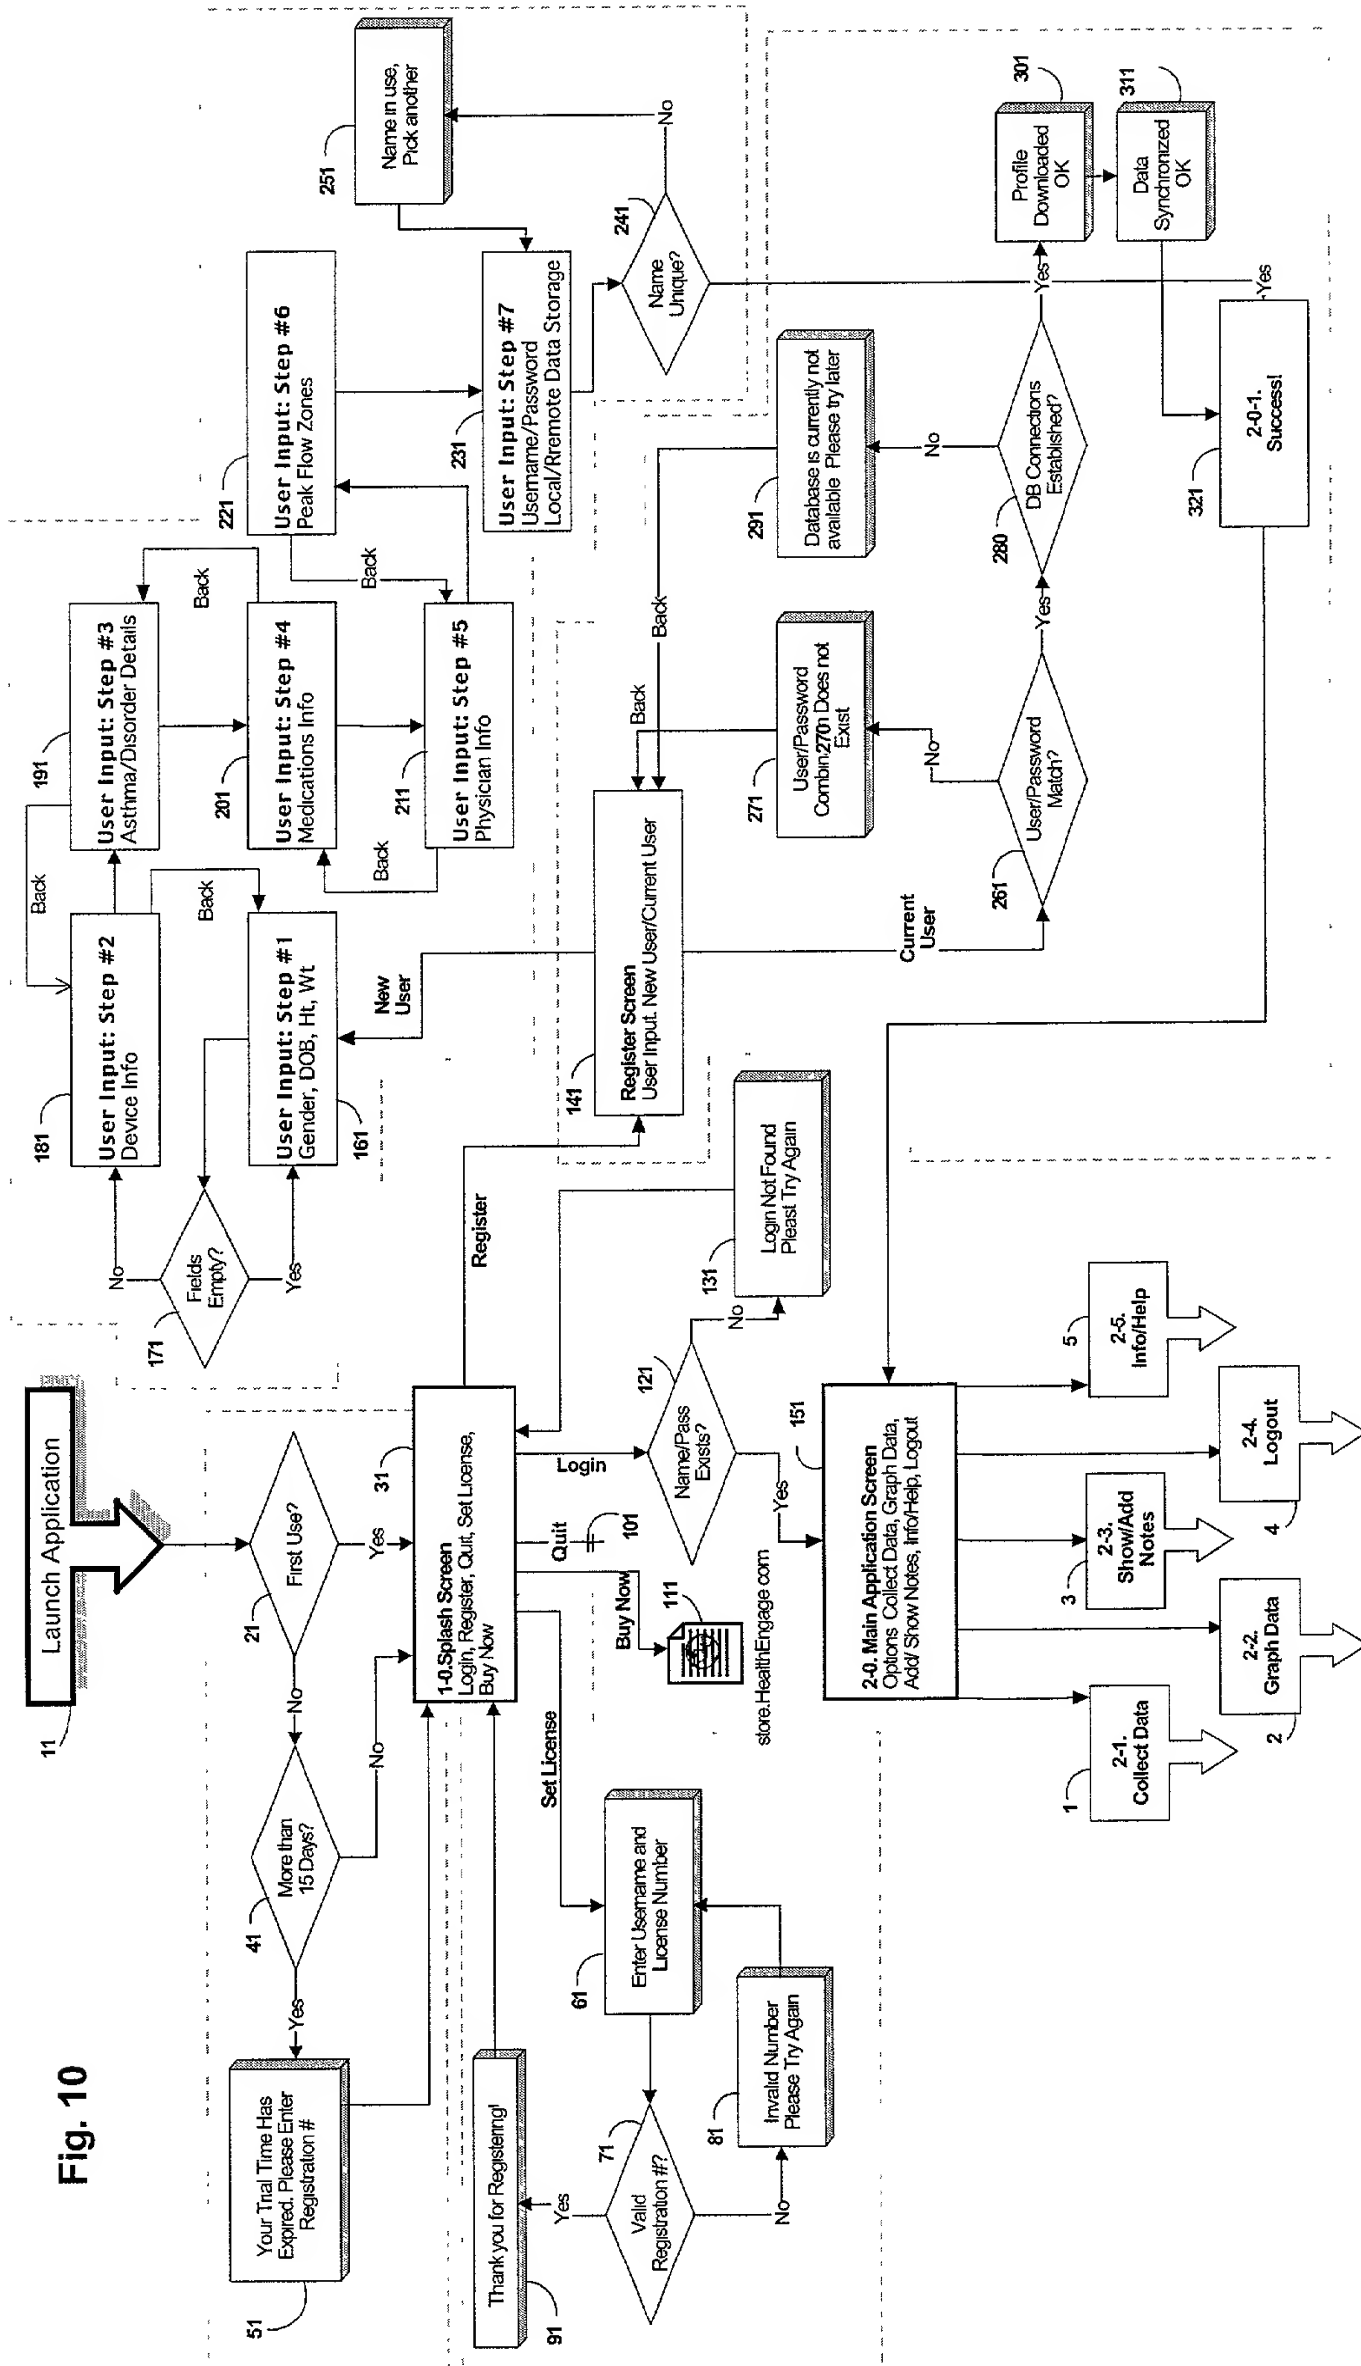 Fig. 10
Launch Application
11
First Use?
21
Yes
No
More than
15 Days?
41
No
Yes
Your Trial Time Has
Expired. Please Enter
Registration #
51
1-0.Splash Screen
Login, Register, Quit, Set License,
Buy Now
31
Set License
Enter Username and
License Number
61
Valid
Registration #?
71
Yes
No
Invalid Number
Please Try Again
81
Thank you for Registering!
91
Buy Now
111
store.HealthEngage com
Quit
101
Login
Name/Pass
Exists?
121
No
Login Not Found
Pleast Try Again
131
Yes
Register
Register Screen
User Input. New User/Current User
141
New
User
User Input: Step #1
Gender, DOB, Ht, Wt
161
Fields
Empty?
171
No
Yes
User Input: Step #2
Device Info
181
Back
Back
User Input: Step #3
Asthma/Disorder Details
191
User Input: Step #4
Medications Info
201
Back
User Input: Step #5
Physician Info
211
Back
User Input: Step #6
Peak Flow Zones
221
Back
User Input: Step #7
Username/Password
Local/Rremote Data Storage
231
Name
Unique?
241
No
Name in use,
Pick another
251
Yes
Current
User
User/Password
Match?
261
No
User/Password
Combin270n Does not
Exist
271
Back
Yes
DB Connections
Established?
280
No
Database is currently not
available Please try later
291
Back
Yes
Profile
Downloaded
OK
301
Data
Synchronized
OK
311
2-0-1.
Success!
321
2-0. Main Application Screen
Options Collect Data, Graph Data,
Add/ Show Notes, Info/Help, Logout
151
2-1.
Collect Data
1
2-2.
Graph Data
2
2-3.
Show/Add
Notes
3
2-4.
Logout
4
2-5.
Info/Help
5